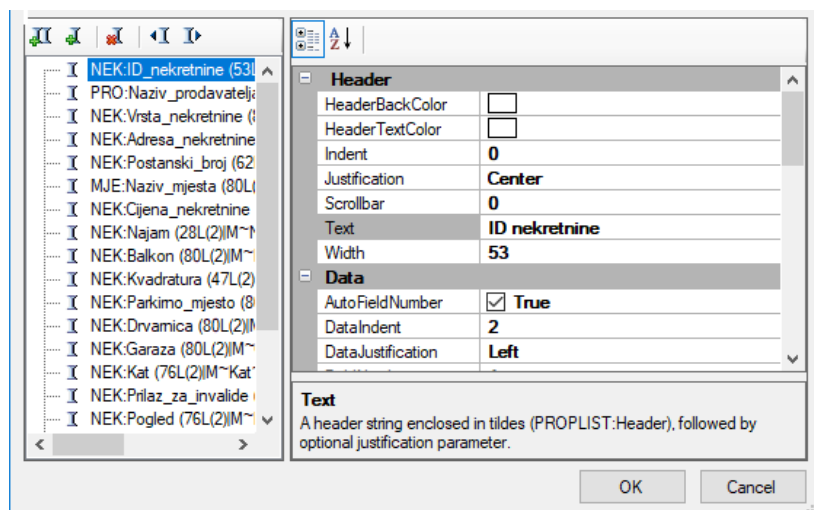 NEK:ID_nekretnine (53L
PRO:Naziv_prodavatelja
NEK:Vrsta_nekretnine (8
NEK:Adresa_nekretnine
NEK:Postanski_broj (62
MJE:Naziv_mjesta (80L(
NEK:Cijena_nekretnine
NEK:Najam (28L(2)|M~N
NEK:Balkon (80L(2)|M~
NEK:Kvadratura (47L(2)
NEK:Parkirno_mjesto (8
NEK:Drvarnica (80L(2)|M
NEK:Garaza (80L(2)|M~
NEK:Kat (76L(2)|M~Kat~
NEK:Prilaz_za_invalide
NEK:Pogled (76L(2)|M~
Header
HeaderBackColor
HeaderTextColor
Indent 0
Justification Center
Scrollbar 0
Text ID nekretnine
Width 53
Data
AutoFieldNumber True
DataIndent 2
DataJustification Left
Text
A header string enclosed in tildes (PROPLIST:Header), followed by
optional justification parameter.
OK Cancel